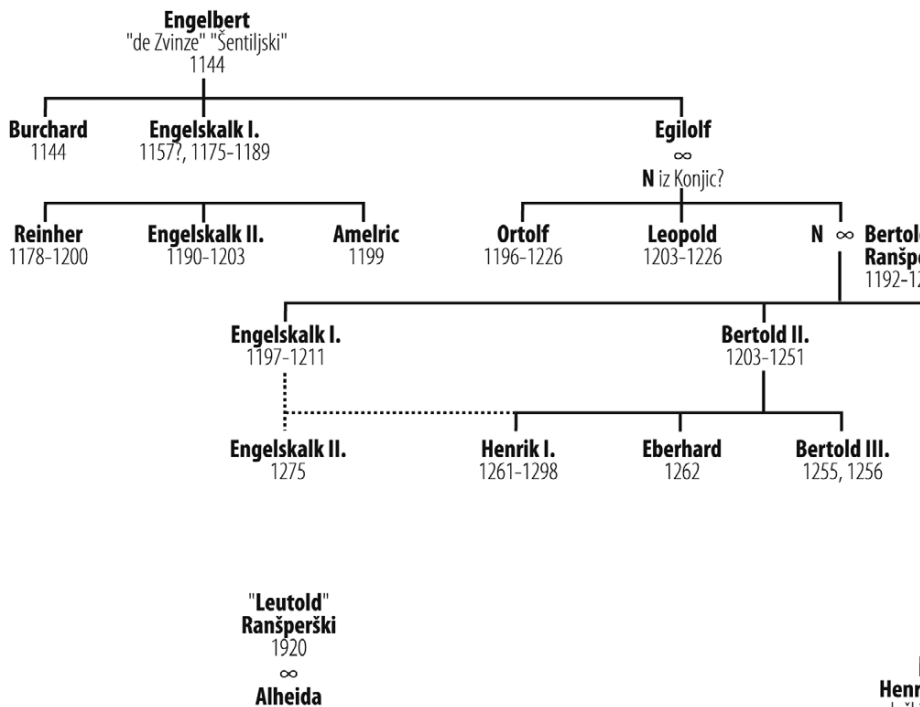 Engelbert
"de Zvinze" "Šentiljski"
1144
Burchard
1144
Engelskalk I.
1157?, 1175-1189
Egilolf
∞
N iz Konjic?
Reinher
1178-1200
Engelskalk II.
1190-1203
Amelric
1199
Ortolf
1196-1226
Leopold
1203-1226
N ∞
Engelskalk I.
1197-1211
Bertold II.
1203-1251
Engelskalk II.
1275
Henrik I.
1261-1298
Eberhard
1262
Bertold III.
1255, 1256
"Leutold"
Ranšperški
1920
∞
Alheida